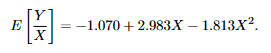 E[Y/X] = −1.070 + 2.983X − 1.813X².